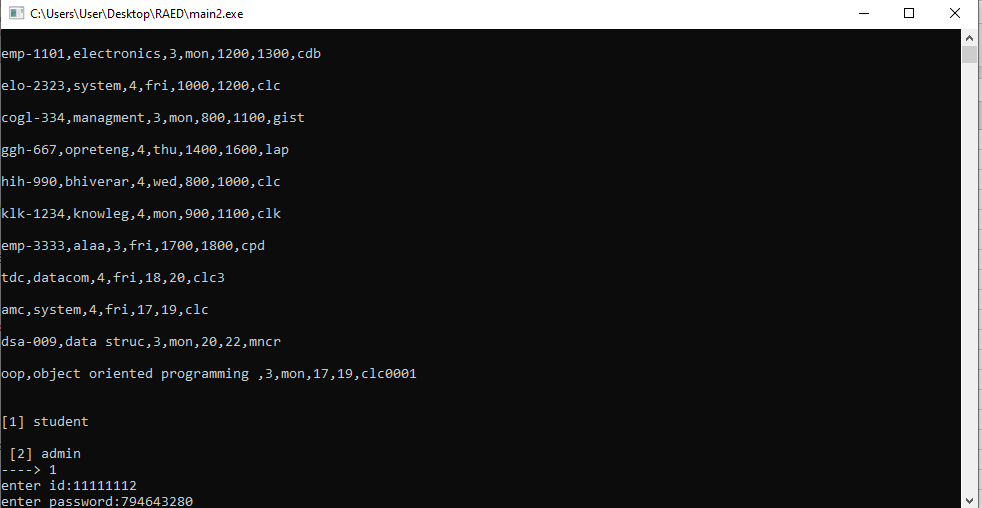 C:\Users\User\Desktop\RAED\main2.exe
emp-1101,electronics,3,mon,1200,1300,cdb
elo-2323,system,4,fri,1000,1200,clc
cogl-334,managment,3,mon,800,1100,gist
ggh-667,opreteng,4,thu,1400,1600,lap
hih-990,bhiverar,4,wed,800,1000,clc
klk-1234,knowleg,4,mon,900,1100,clk
emp-3333,alaa,3,fri,1700,1800,cpd
tdc,datacom,4,fri,18,20,clc3
amc,system,4,fri,17,19,clc
dsa-009,data struc,3,mon,20,22,mncr
oop,object oriented programming ,3,mon,17,19,clc0001
[1] student
[2] admin
----> 1
enter id:11111112
enter password:794643280